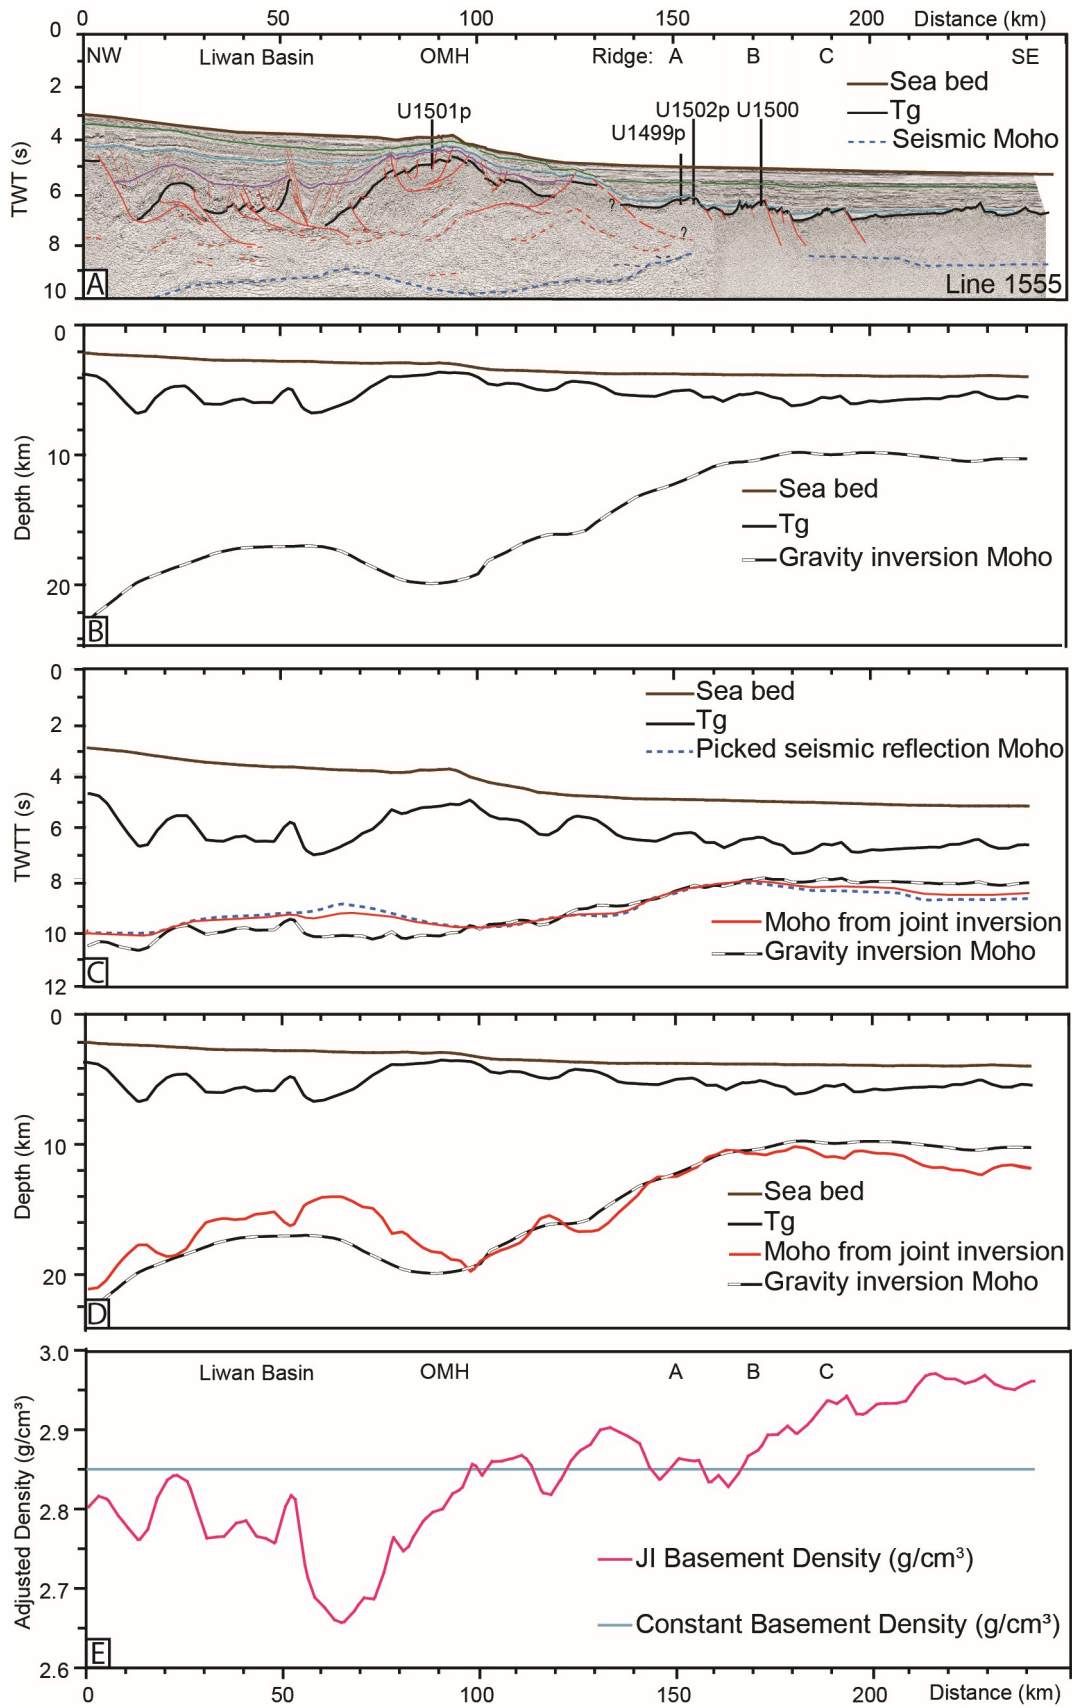 0 50 100 150 200 Distance (km)
0
NW Liwan Basin OMH Ridge: A B C SE
Sea bed
Tg
Seismic Moho
U1501p
U1502p U1500
U1499p
?
?
TWT (s)
2
4
6
8
10
A
Line 1555
0
10
20
Depth (km)
Sea bed
Tg
Gravity inversion Moho
B
0
2
4
6
8
10
12
TWTT (s)
Sea bed
Tg
Picked seismic reflection Moho
Moho from joint inversion
Gravity inversion Moho
C
0
10
20
Depth (km)
Sea bed
Tg
Moho from joint inversion
Gravity inversion Moho
D
3.0
2.9
2.8
2.7
2.6
Adjusted Density (g/cm³)
Liwan Basin OMH A B C
JI Basement Density (g/cm³)
Constant Basement Density (g/cm³)
E
0 50 100 150 200 Distance (km)